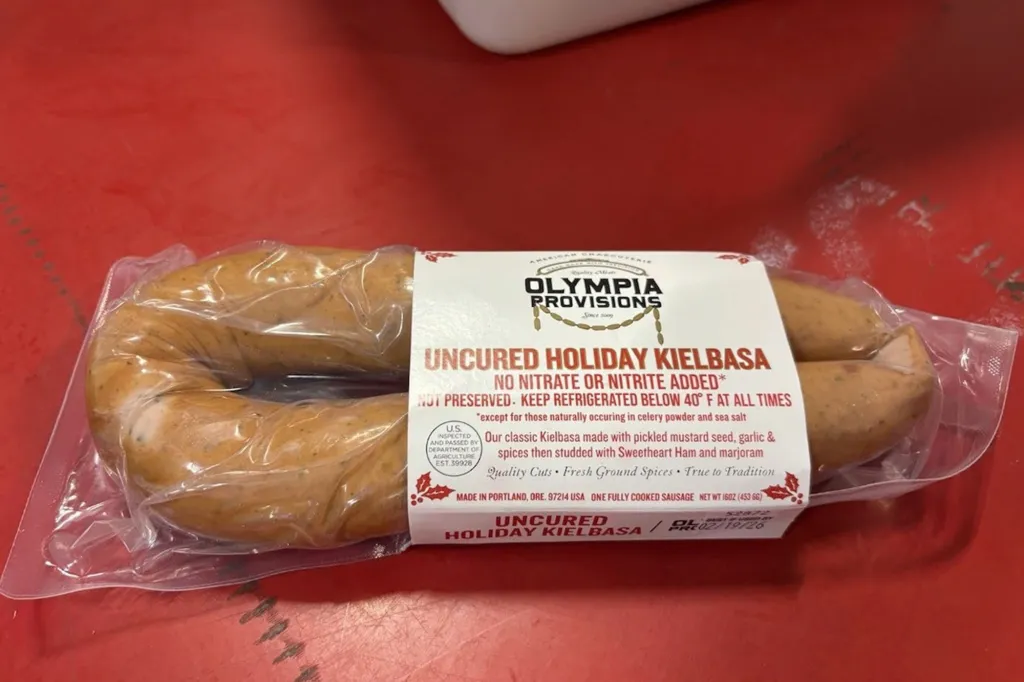 AMERICAN CHARCUTERIE
Quality Meats
OLYMPIA
PROVISIONS
Since 2009
UNCURED HOLIDAY KIELBASA
NO NITRATE OR NITRITE ADDED*
NOT PRESERVED. KEEP REFRIGERATED BELOW 40° F AT ALL TIMES
*except for those naturally occuring in celery powder and sea salt
U.S.
INSPECTED
AND PASSED BY
DEPARTMENT OF
AGRICULTURE
EST.39928
Our classic Kielbasa made with pickled mustard seed, garlic &
spices then studded with Sweetheart Ham and marjoram
Quality Cuts • Fresh Ground Spices • True to Tradition
MADE IN PORTLAND, ORE. 97214 USA ONE FULLY COOKED SAUSAGE NET WT 16OZ (453.6G)
UNCURED
HOLIDAY KIELBASA /
52872
02/19/26